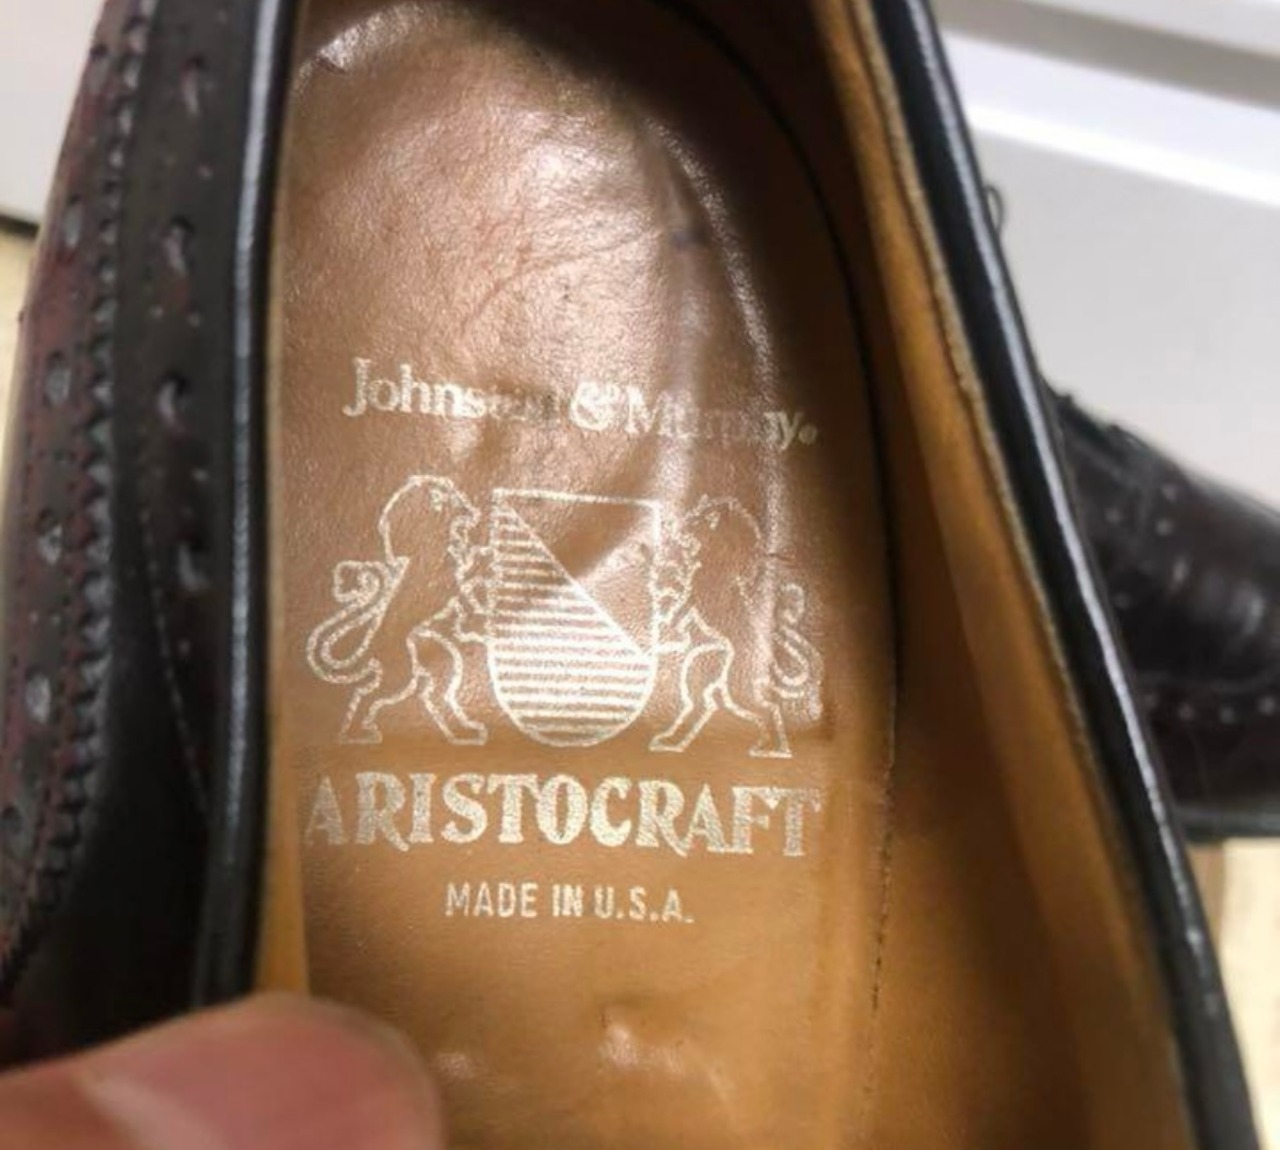 Johnston & Murphy.
ARISTOCRAFT
MADE IN U.S.A.